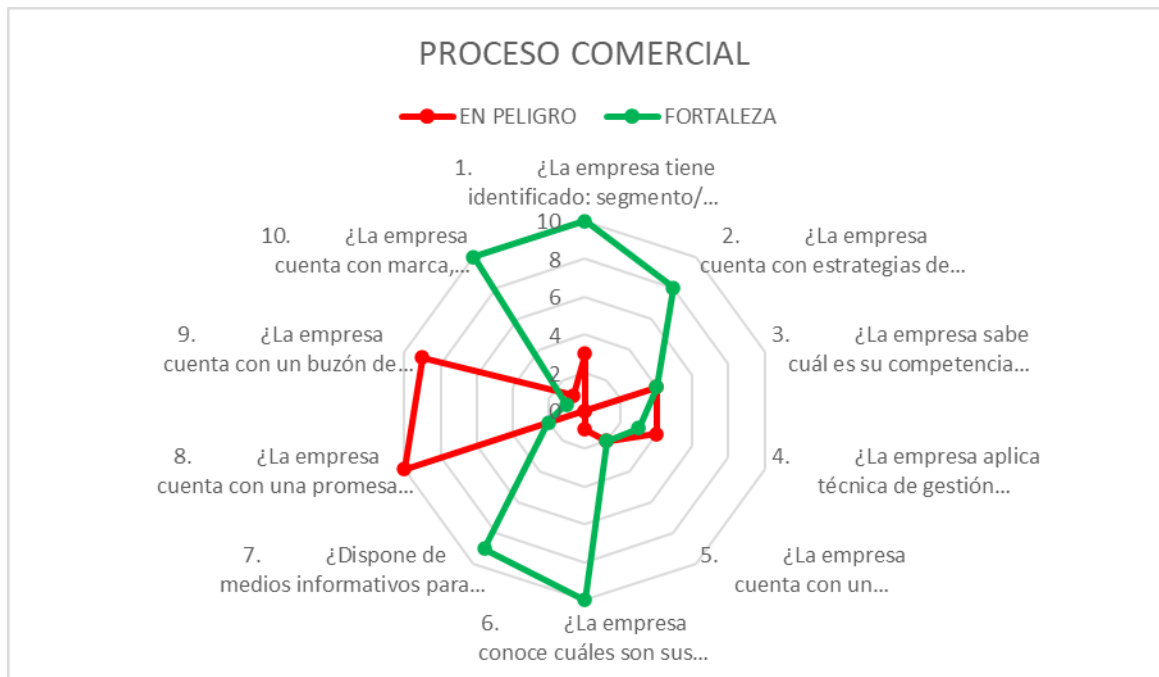 PROCESO COMERCIAL
EN PELIGRO
FORTALEZA
1. ¿La empresa tiene
identificado: segmento/...
2. ¿La empresa
cuenta con estrategias de...
3. ¿La empresa sabe
cuál es su competencia...
4. ¿La empresa aplica
técnica de gestión...
5. ¿La empresa
cuenta con un...
6. ¿La empresa
conoce cuáles son sus...
7. ¿Dispone de
medios informativos para...
8. ¿La empresa
cuenta con una promesa...
9. ¿La empresa
cuenta con un buzón de...
10. ¿La empresa
cuenta con marca,...
10
8
6
4
2
0